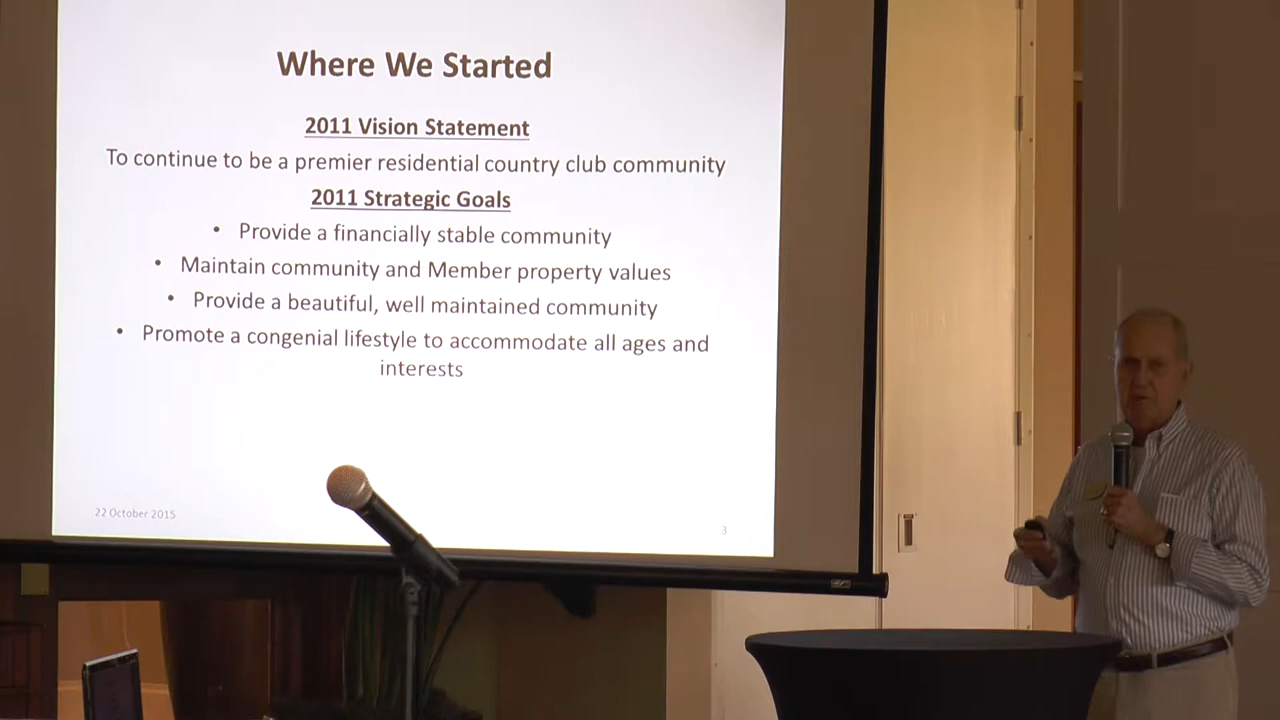 Where We Started
2011 Vision Statement
To continue to be a premier residential country club community
2011 Strategic Goals
• Provide a financially stable community
• Maintain community and Member property values
• Provide a beautiful, well maintained community
• Promote a congenial lifestyle to accommodate all ages and
interests
22 October 2015
3